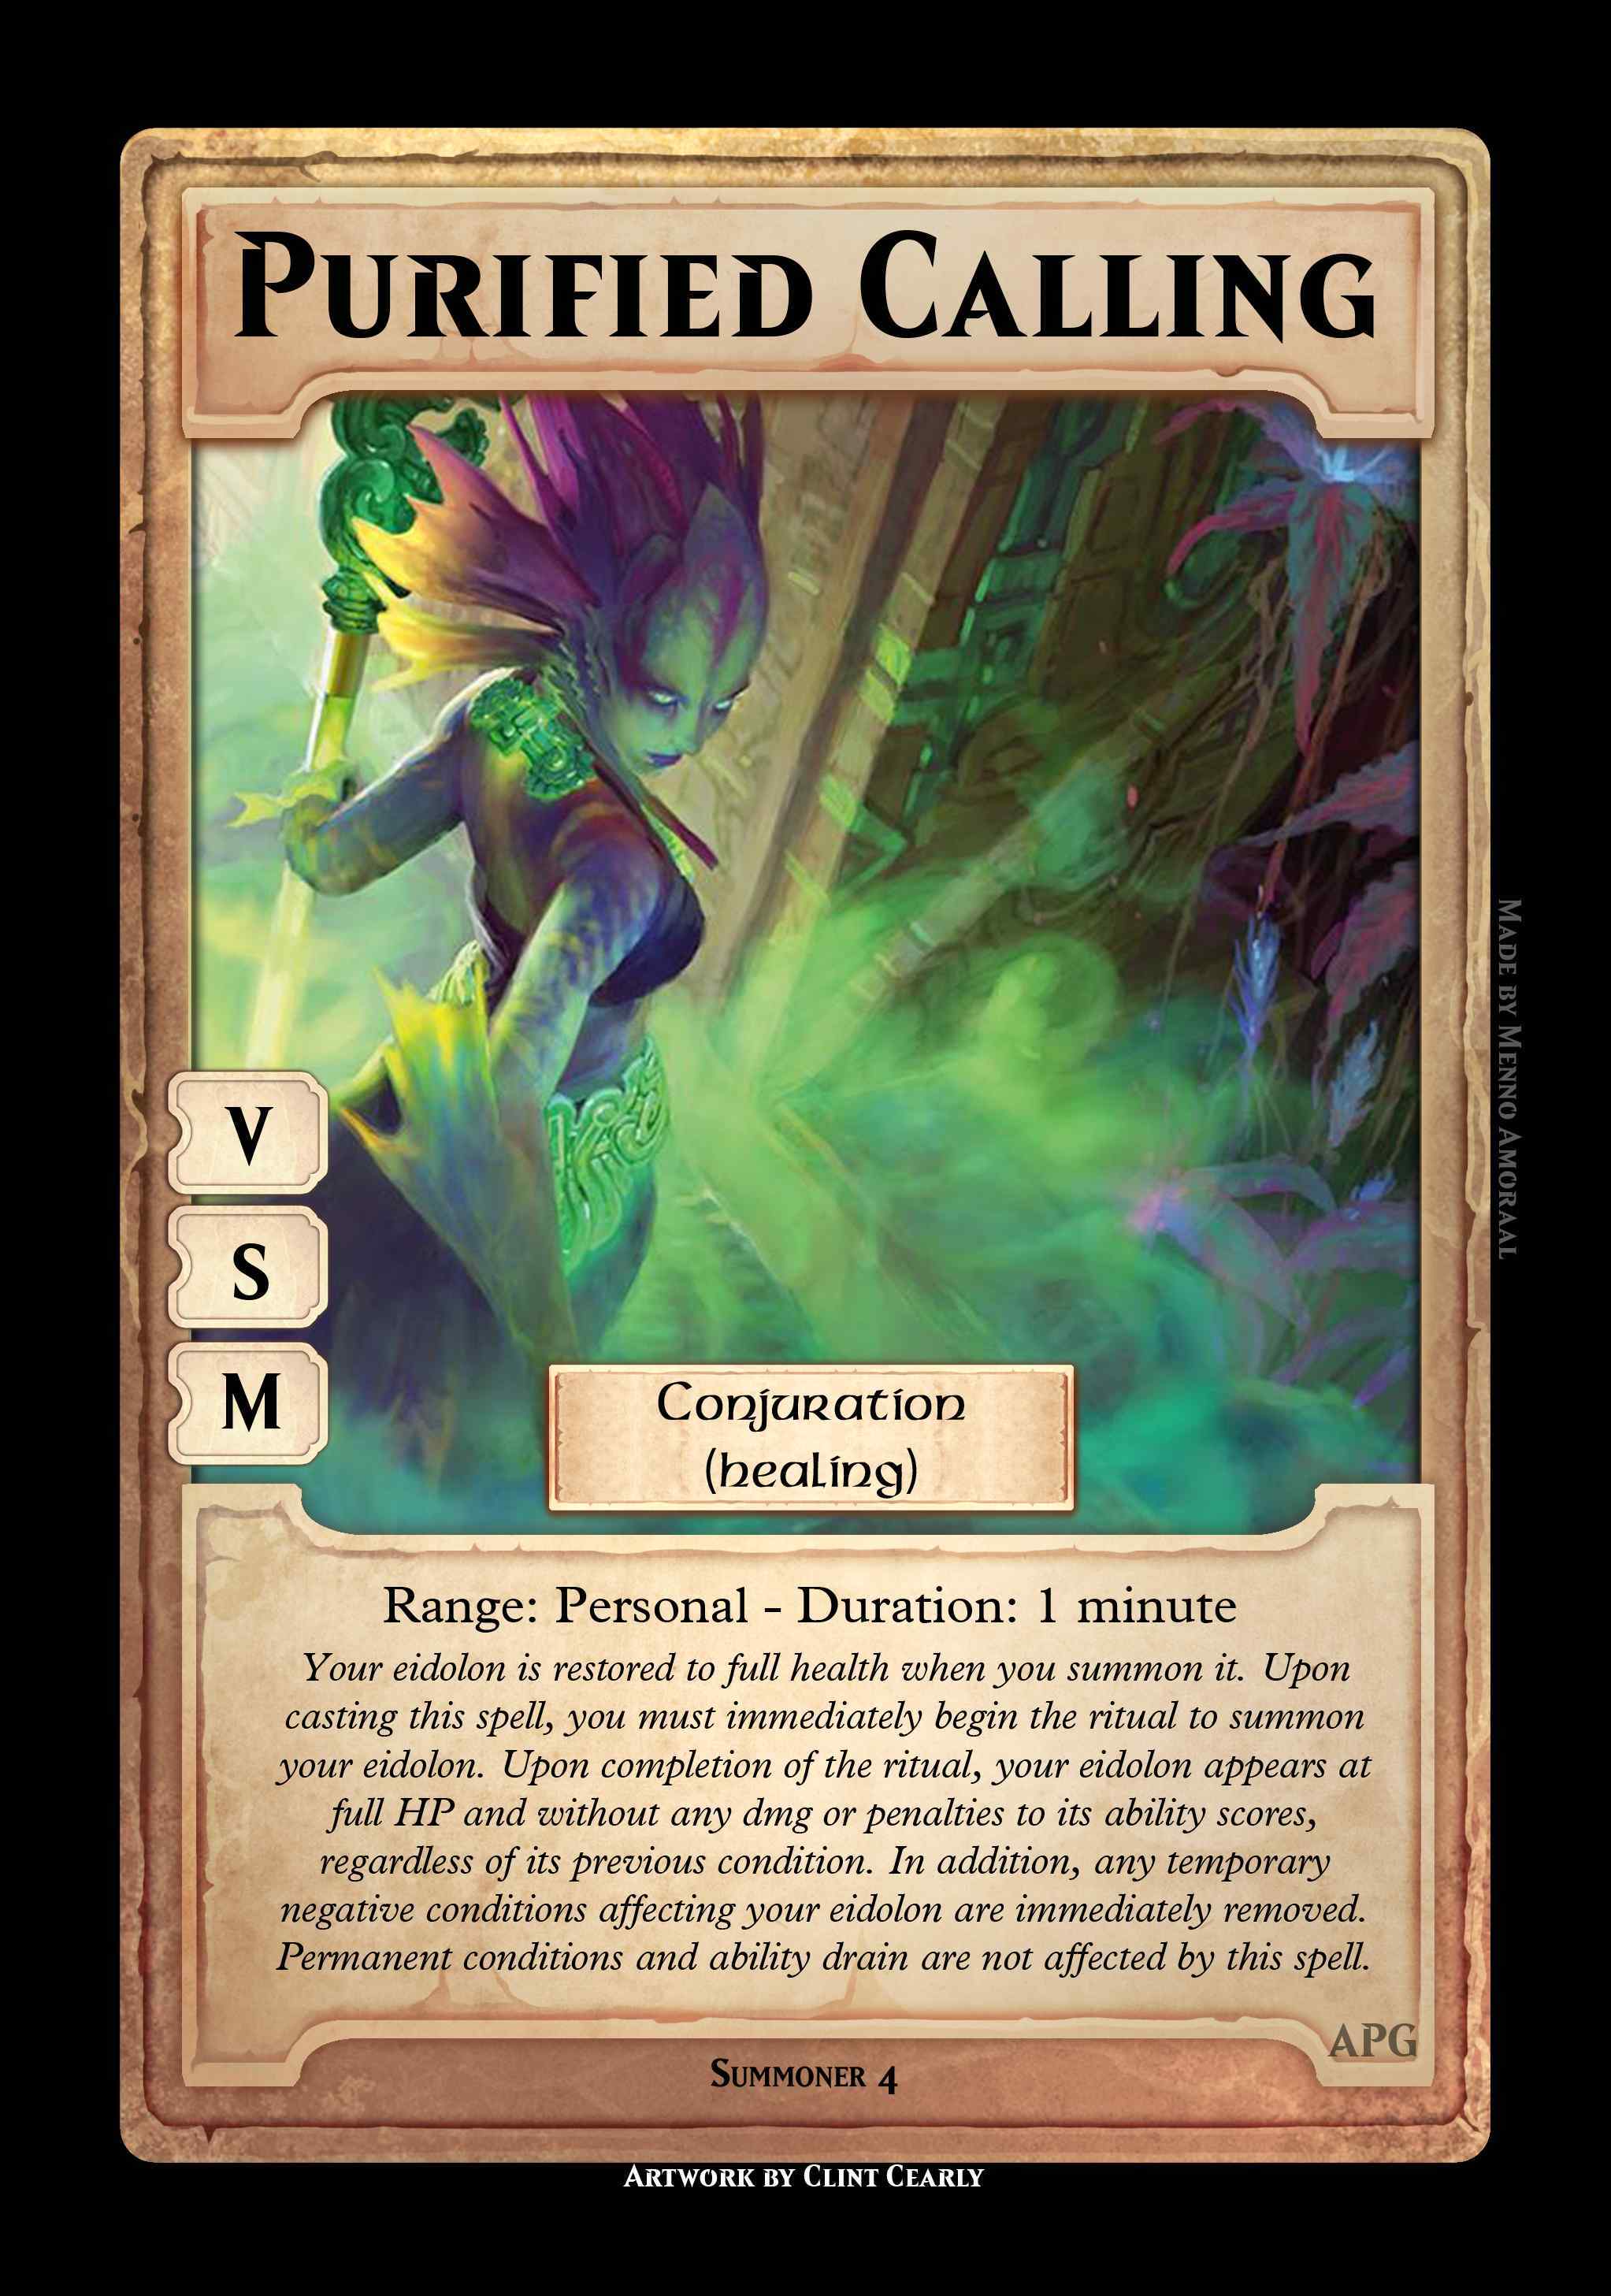 Purified Calling
V
S
M
Conjuration
(healing)
Range: Personal - Duration: 1 minute
Your eidolon is restored to full health when you summon it. Upon
casting this spell, you must immediately begin the ritual to summon
your eidolon. Upon completion of the ritual, your eidolon appears at
full HP and without any dmg or penalties to its ability scores,
regardless of its previous condition. In addition, any temporary
negative conditions affecting your eidolon are immediately removed.
Permanent conditions and ability drain are not affected by this spell.
APG
Summoner 4
Artwork by Clint Cearly
Made by Menno Amoraal